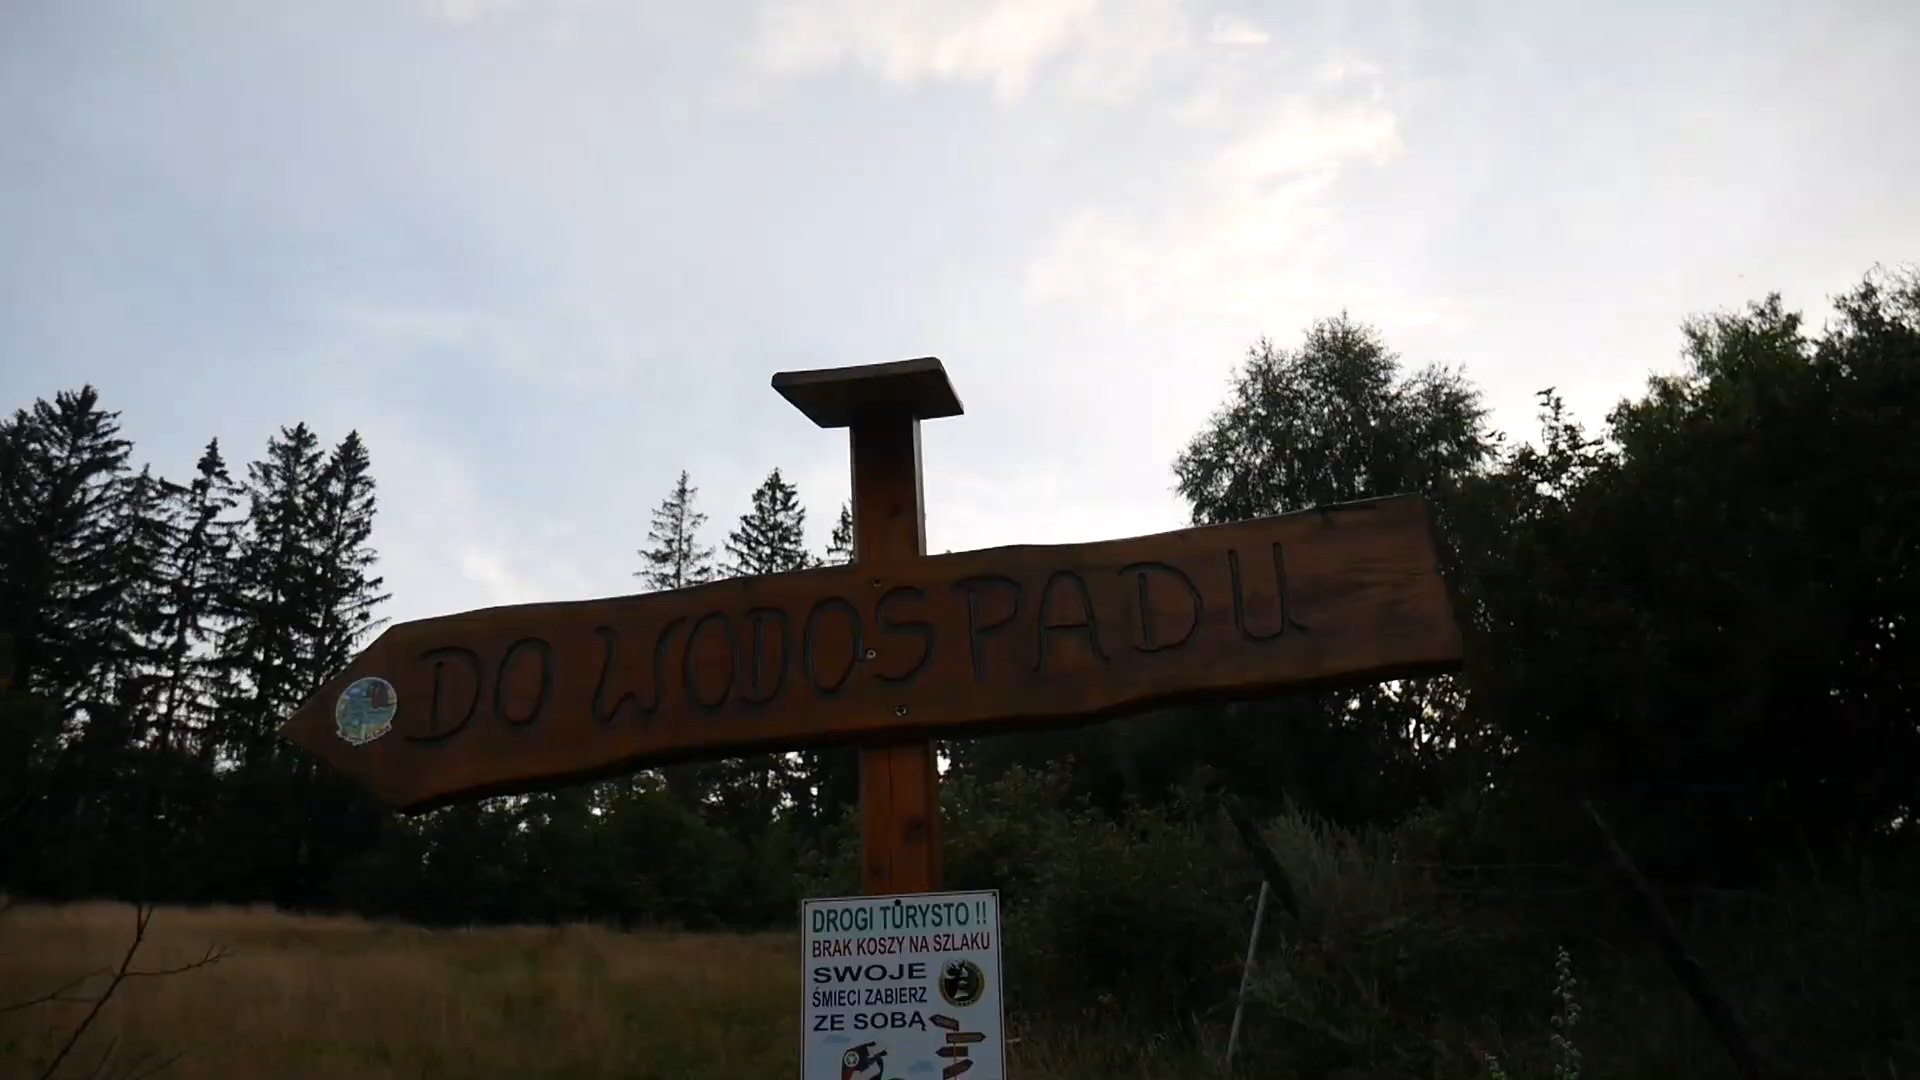 DO WODOSPADU
DROGI TURYSTO !!
BRAK KOSZY NA SZLAKU
SWOJE
ŚMIECI ZABIERZ
ZE SOBĄ